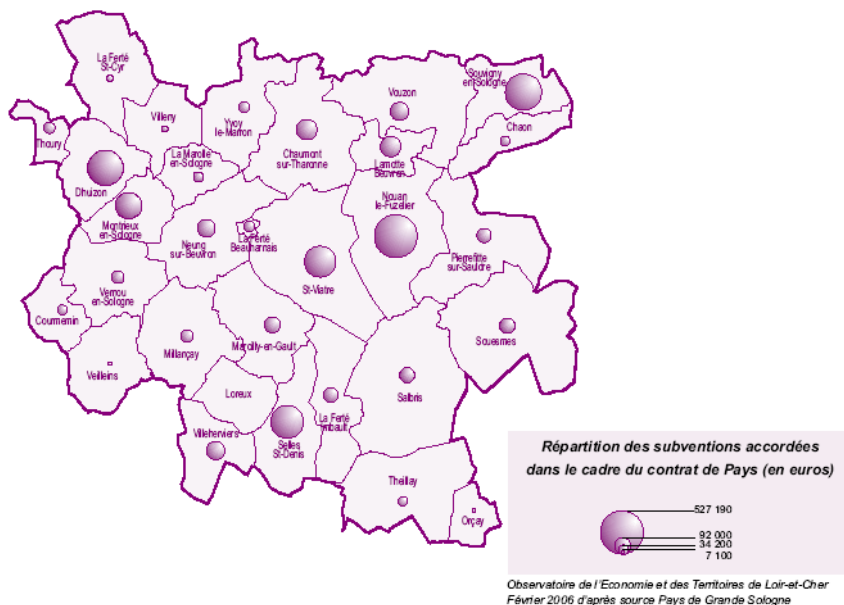 La Ferté
St-Cyr
Souvigny
en-Sologne
Vouzon
Villeny
Yvoy
le-Marron
Chaon
Thoury
La Marolle
en-Sologne
Chaumont
sur-Tharonne
Lamotte
Beuvron
Dhuizon
Nouan
le-Fuzelier
Montrieux
en-Sologne
Neung
sur-Beuvron
La Ferté
Beauharnais
Pierrefitte
sur-Sauldre
St-Viatre
Vernou
en-Sologne
Courmemin
Souesmes
Millançay
Marcilly-en-Gault
Veilleins
Loreux
Salbris
La Ferté
Imbault
Villeherviers
Selles
St-Denis
Theillay
Orçay
Répartition des subventions accordées
dans le cadre du contrat de Pays (en euros)
527 190
92 000
34 200
7 100
Observatoire de l'Economie et des Territoires de Loir-et-Cher
Février 2006 d'après source Pays de Grande Sologne